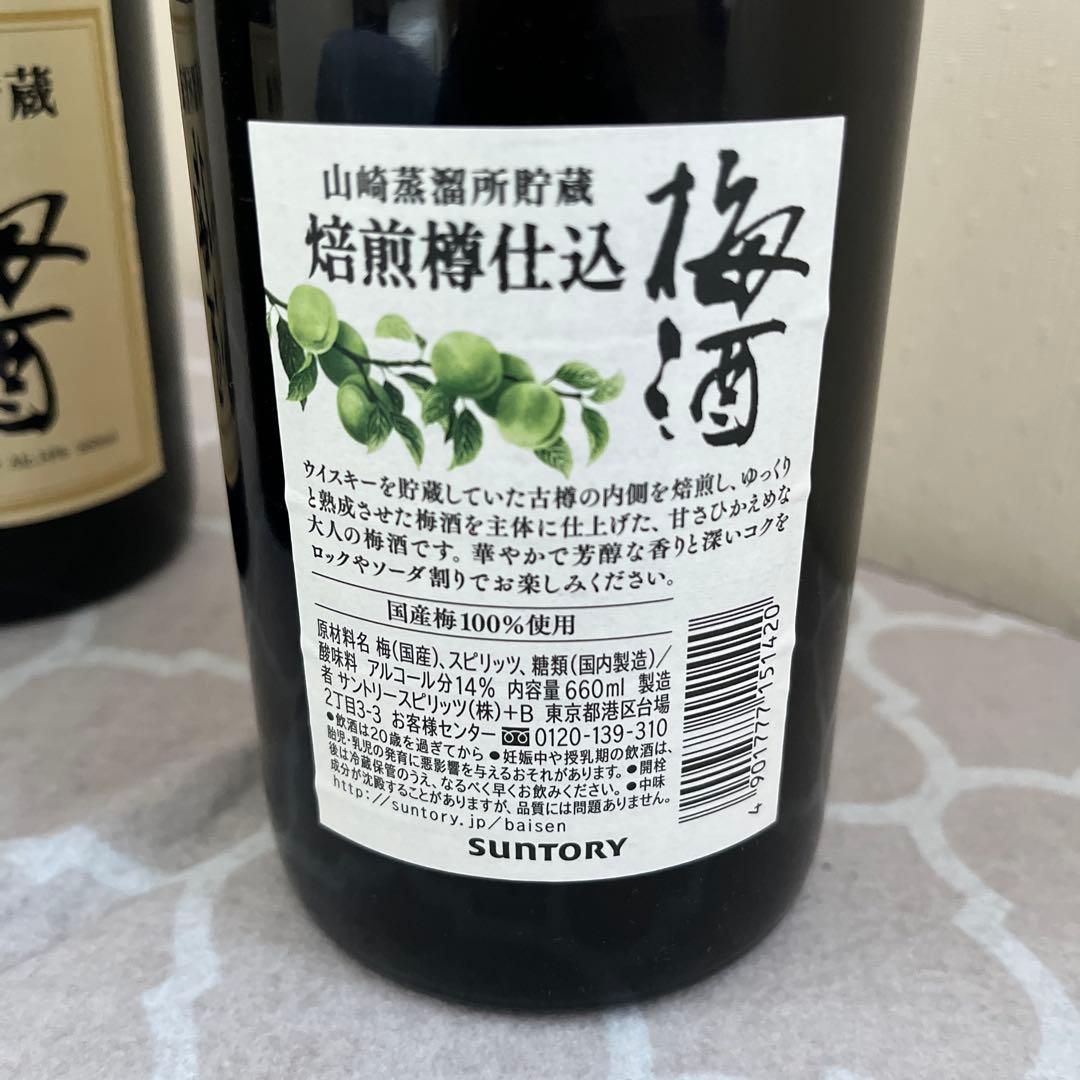 蔵
梅
酒
山崎蒸溜所貯蔵
焙煎樽仕込
梅酒
ウイスキーを貯蔵していた古樽の内側を焙煎し、ゆっくり
と熟成させた梅酒を主体に仕上げた、甘さひかえめな
大人の梅酒です。華やかで芳醇な香りと深いコクを
ロックやソーダ割りでお楽しみください。
国産梅100%使用
原材料名 梅(国産)、スピリッツ、糖類(国内製造)/
酸味料 アルコール分14% 内容量660ml 製造
者 サントリースピリッツ(株)+B 東京都港区台場
2丁目3-3 お客様センター 0120-139-310
●飲酒は20歳を過ぎてから ●妊娠中や授乳期の飲酒は、
胎児・乳児の発育に悪影響を与えるおそれがあります。●開栓
後は冷蔵保管のうえ、なるべく早くお飲みください。●中味
成分が沈殿することがありますが、品質には問題ありません。
http://suntory.jp/baisen
SUNTORY
4901777151420